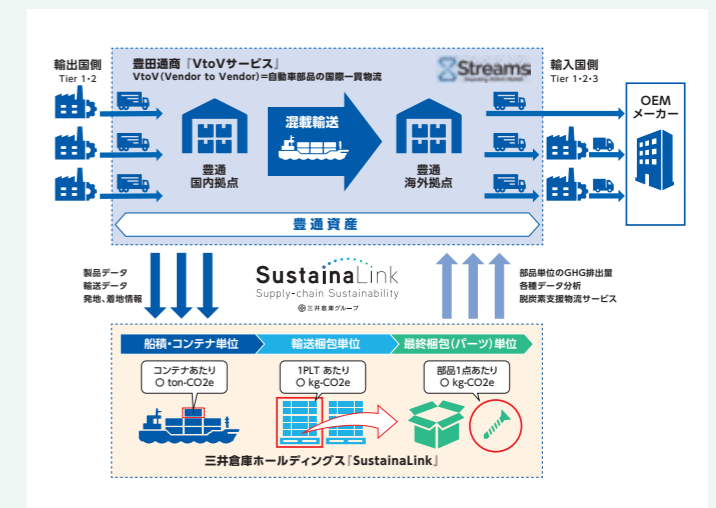 輸出国側
Tier 1・2
豊田通商『VtoVサービス』
VtoV(Vendor to Vendor)=自動車部品の国際一貫物流
Streams
輸入国側
Tier 1・2・3
OEM
メーカー
混載輸送
豊通
国内拠点
豊通
海外拠点
豊通資産
製品データ
輸送データ
発地、着地情報
SustainaLink
Supply-chain Sustainability
三井倉庫グループ
部品単位のGHG排出量
各種データ分析
脱炭素支援物流サービス
船積・コンテナ単位
輸送梱包単位
最終梱包(パーツ)単位
コンテナあたり
〇 ton-CO2e
1PLT あたり
〇 kg-CO2e
部品1点あたり
〇 kg-CO2e
三井倉庫ホールディングス『SustainaLink』